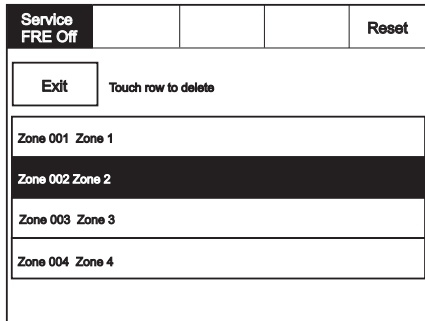 Service
FRE Off
Reset
Exit
Touch row to delete
Zone 001 Zone 1
Zone 002 Zone 2
Zone 003 Zone 3
Zone 004 Zone 4